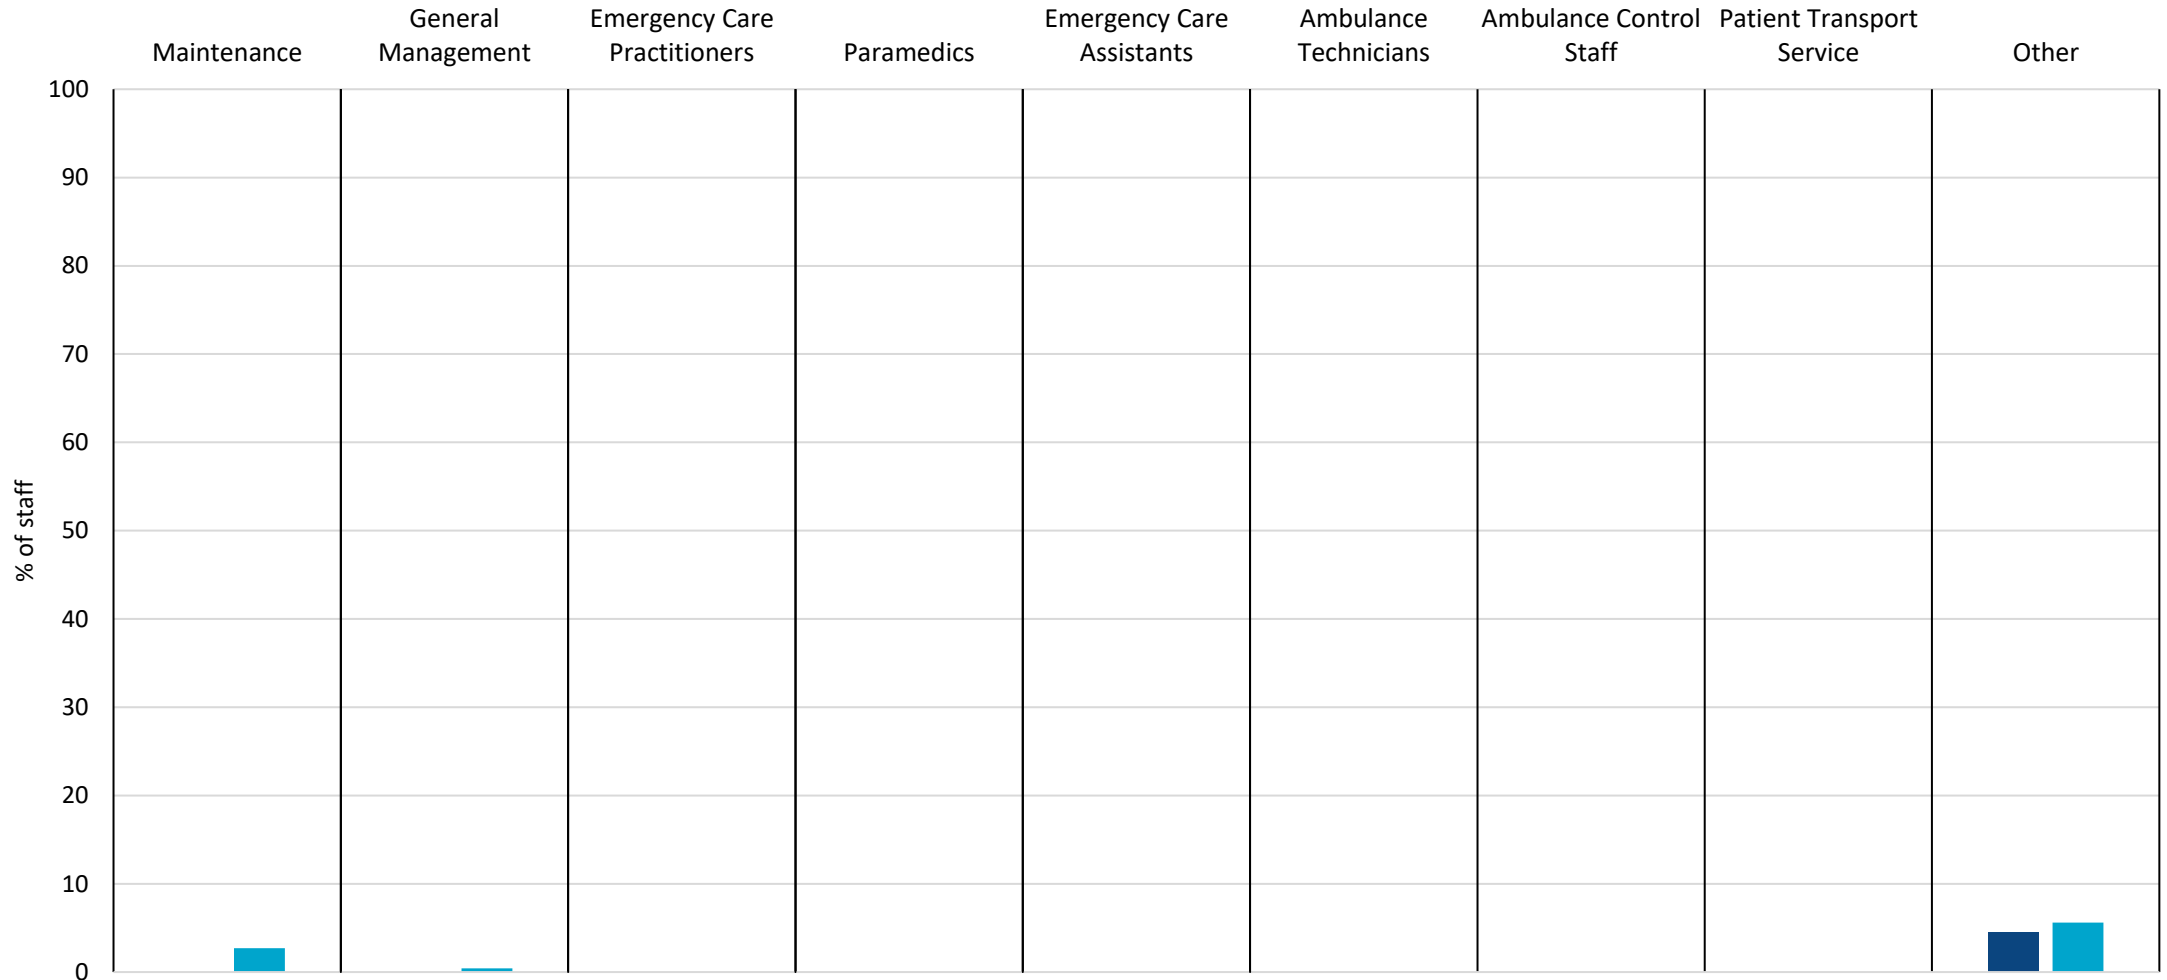 General
Emergency Care
Emergency Care
Ambulance
Ambulance Control
Patient Transport
Maintenance
Management
Practitioners
Paramedics
Assistants
Technicians
Staff
Service
Other
100
90
80
70
60
50
40
30
20
10
0
% of staff